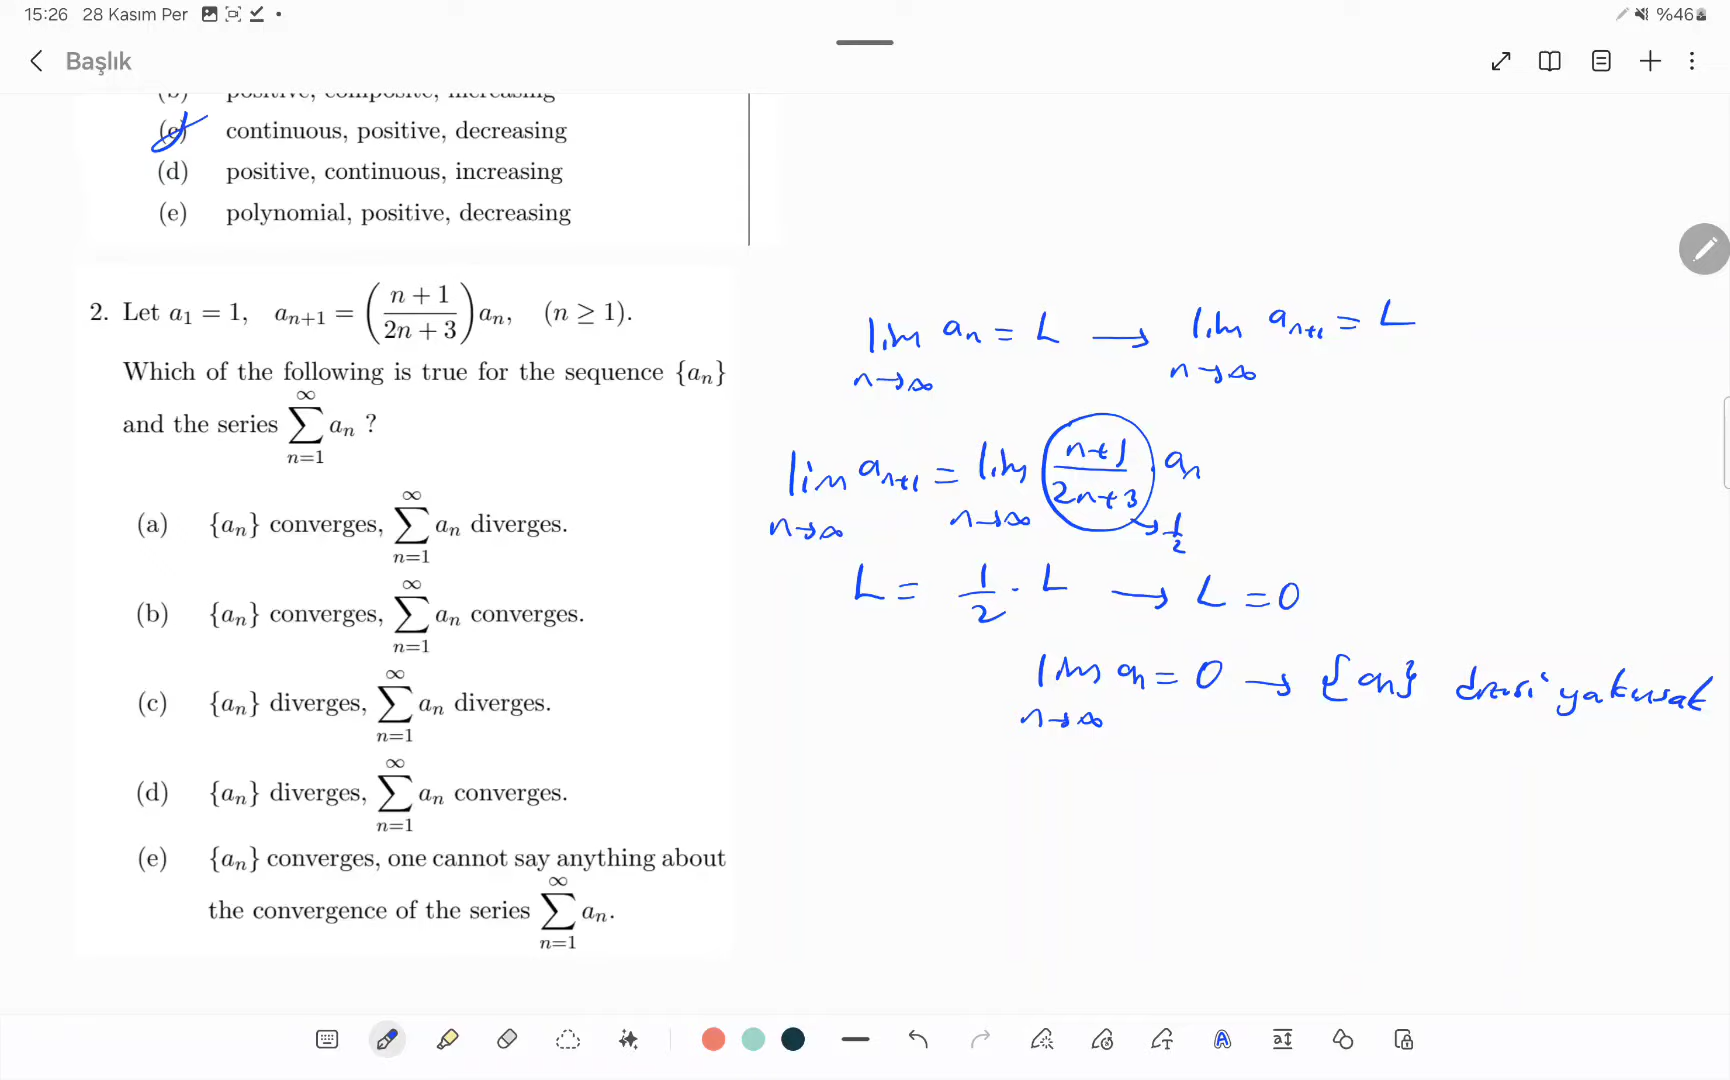 15:26 28 Kasım Per
%46
Başlık
(b) positive, composite, increasing
(c) continuous, positive, decreasing
(d) positive, continuous, increasing
(e) polynomial, positive, decreasing
2. Let a₁ = 1, aₙ₊₁ = ((n + 1)/(2n + 3)) aₙ, (n ≥ 1).
Which of the following is true for the sequence {aₙ}
and the series ∑_{n=1}^{∞} aₙ ?
(a) {aₙ} converges, ∑_{n=1}^{∞} aₙ diverges.
(b) {aₙ} converges, ∑_{n=1}^{∞} aₙ converges.
(c) {aₙ} diverges, ∑_{n=1}^{∞} aₙ diverges.
(d) {aₙ} diverges, ∑_{n=1}^{∞} aₙ converges.
(e) {aₙ} converges, one cannot say anything about
the convergence of the series ∑_{n=1}^{∞} aₙ.
lim_{n→∞} aₙ = L → lim_{n→∞} aₙ₊₁ = L
lim_{n→∞} aₙ₊₁ = lim_{n→∞} (n+1)/(2n+3) · aₙ
→ 1/2
L = 1/2 · L → L = 0
lim_{n→∞} aₙ = 0 → {aₙ} dizisi yakınsak